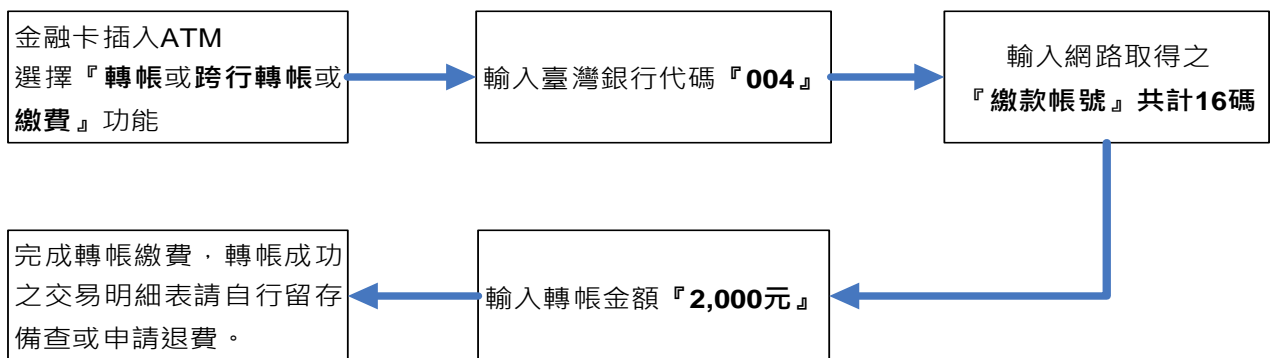 金融卡插入ATM
選擇『轉帳或跨行轉帳或
繳費』功能
輸入臺灣銀行代碼『004』
輸入網路取得之
『繳款帳號』共計16碼
輸入轉帳金額『2,000元』
完成轉帳繳費，轉帳成功
之交易明細表請自行留存
備查或申請退費。